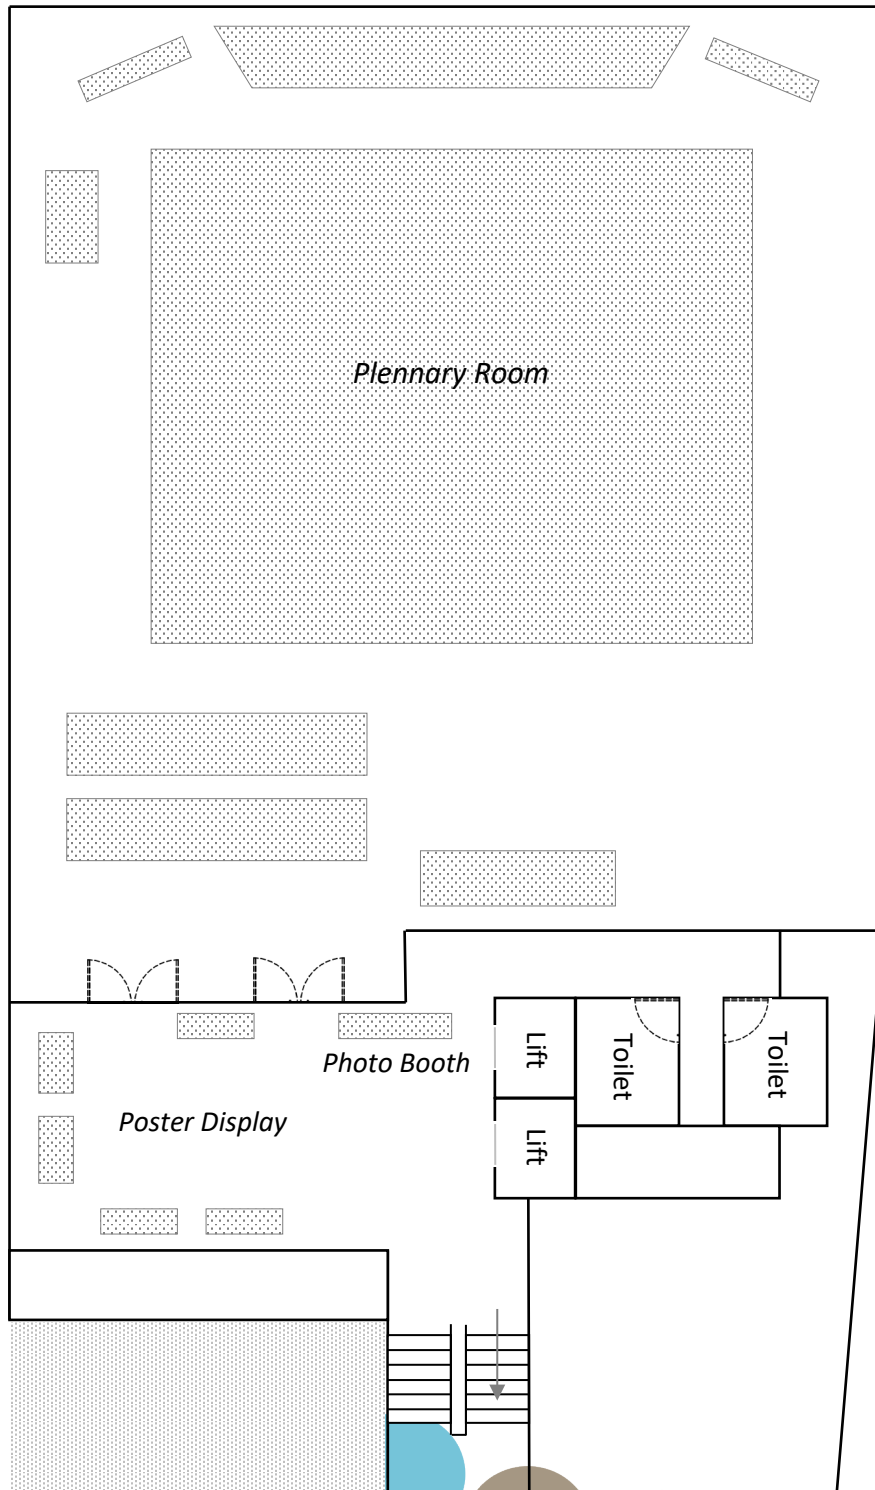 Plennary Room
Photo Booth
Lift
Toilet
Toilet
Poster Display
Lift